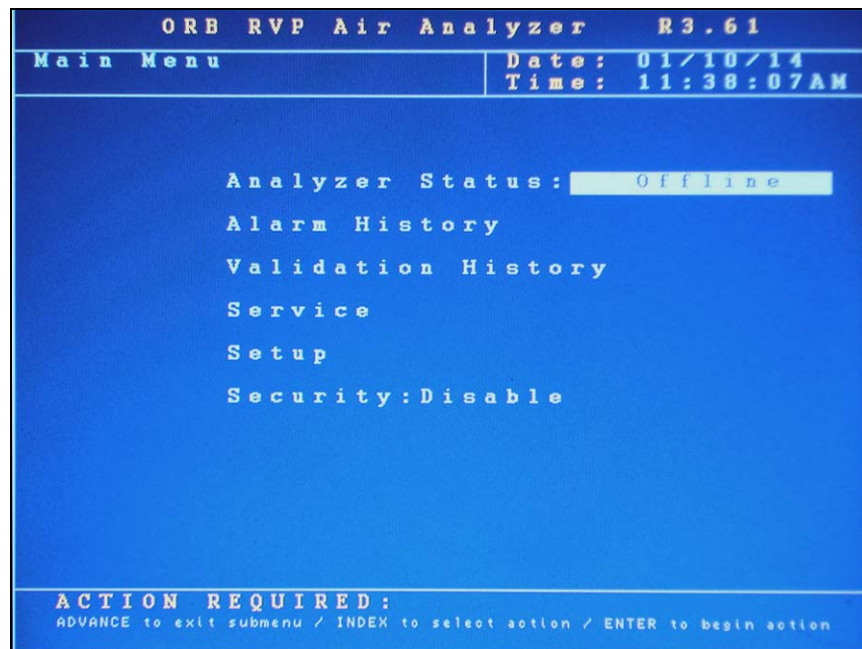 ORB RVP Air Analyzer R3.61
Main Menu
Date: 01/10/14
Time: 11:38:07AM
Analyzer Status: Offline
Alarm History
Validation History
Service
Setup
Security:Disable
ACTION REQUIRED:
ADVANCE to exit submenu / INDEX to select action / ENTER to begin action